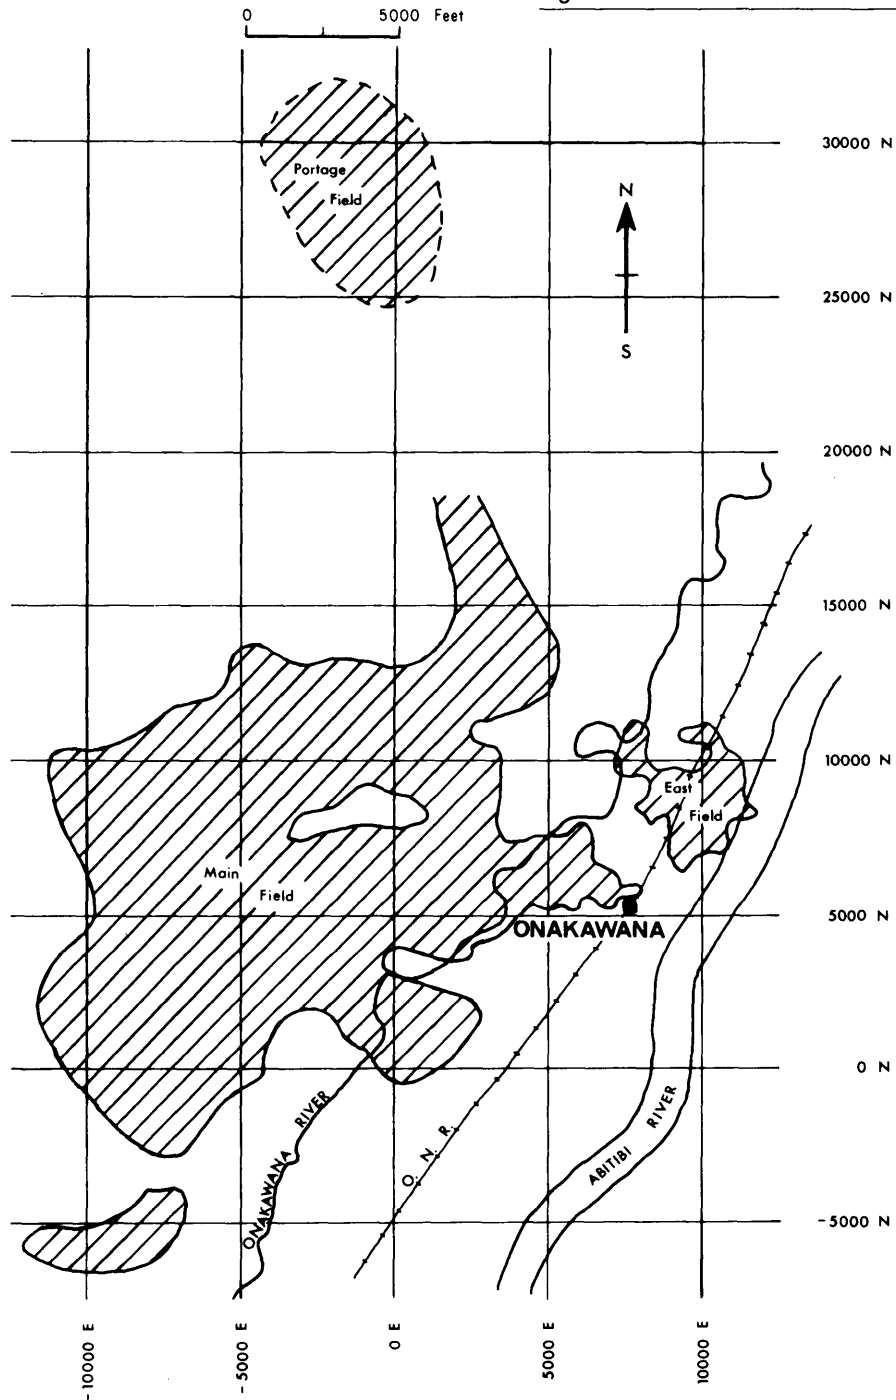 0 5000 Feet
30000 N
Portage
Field
N
25000 N
S
20000 N
15000 N
10000 N
East
Field
Main
Field
5000 N
ONAKAWANA
0 N
ONAKAWANA RIVER
O. N. R.
ABITIBI RIVER
-5000 N
-10000 E
-5000 E
0 E
5000 E
10000 E